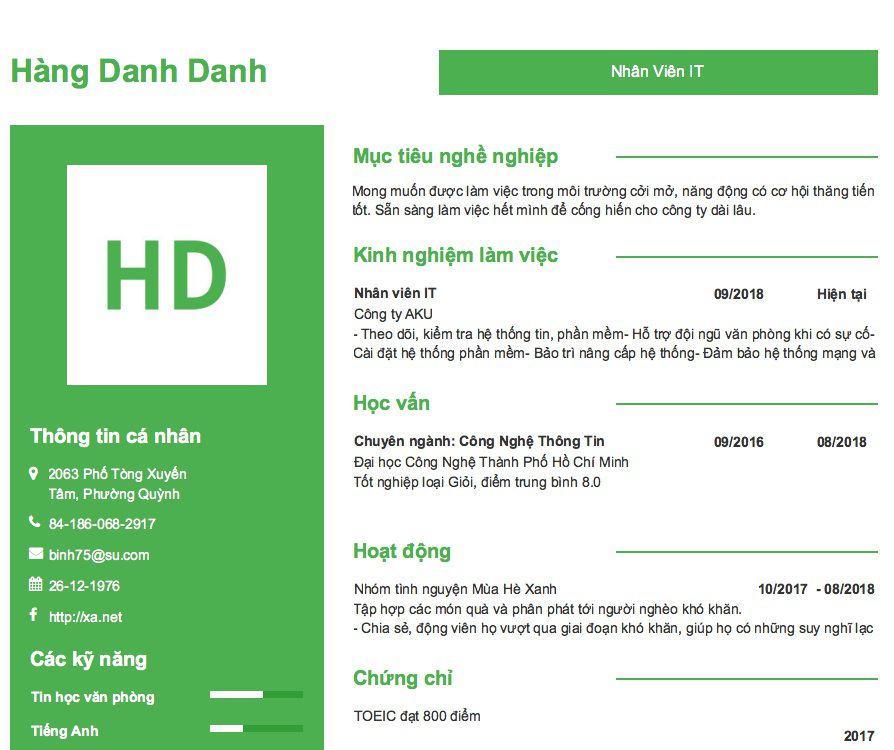 Hàng Danh Danh
Nhân Viên IT
HD
Thông tin cá nhân
2063 Phố Tòng Xuyến
Tâm, Phường Quỳnh
84-186-068-2917
binh75@su.com
26-12-1976
http://xa.net
Các kỹ năng
Tin học văn phòng
Tiếng Anh
Mục tiêu nghề nghiệp
Mong muốn được làm việc trong môi trường cởi mở, năng động có cơ hội thăng tiến
tốt. Sẵn sàng làm việc hết mình để cống hiến cho công ty dài lâu.
Kinh nghiệm làm việc
Nhân viên IT 09/2018 Hiện tại
Công ty AKU
- Theo dõi, kiểm tra hệ thống tin, phần mềm- Hỗ trợ đội ngũ văn phòng khi có sự cố-
Cài đặt hệ thống phần mềm- Bảo trì nâng cấp hệ thống- Đảm bảo hệ thống mạng và
Học vấn
Chuyên ngành: Công Nghệ Thông Tin 09/2016 08/2018
Đại học Công Nghệ Thành Phố Hồ Chí Minh
Tốt nghiệp loại Giỏi, điểm trung bình 8.0
Hoạt động
Nhóm tình nguyện Mùa Hè Xanh 10/2017 - 08/2018
Tập hợp các món quà và phân phát tới người nghèo khó khăn.
- Chia sẻ, động viên họ vượt qua giai đoạn khó khăn, giúp họ có những suy nghĩ lạc
Chứng chỉ
TOEIC đạt 800 điểm
2017